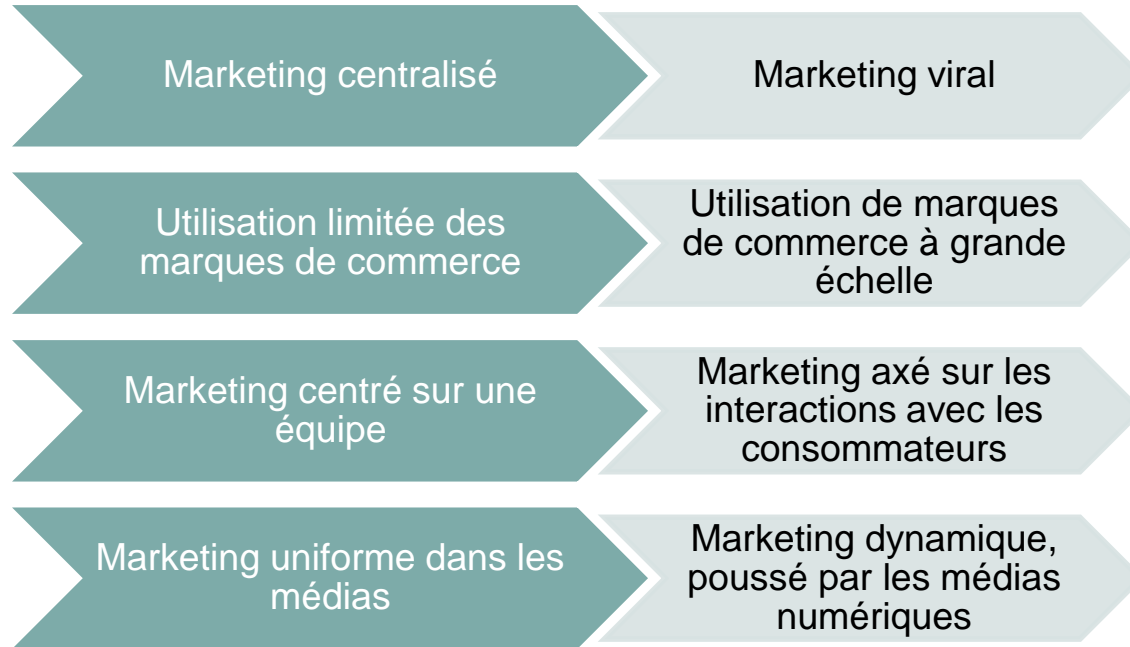 Marketing centralisé
Marketing viral
Utilisation limitée des
marques de commerce
Utilisation de marques
de commerce à grande
échelle
Marketing centré sur une
équipe
Marketing axé sur les
interactions avec les
consommateurs
Marketing uniforme dans les
médias
Marketing dynamique,
poussé par les médias
numériques